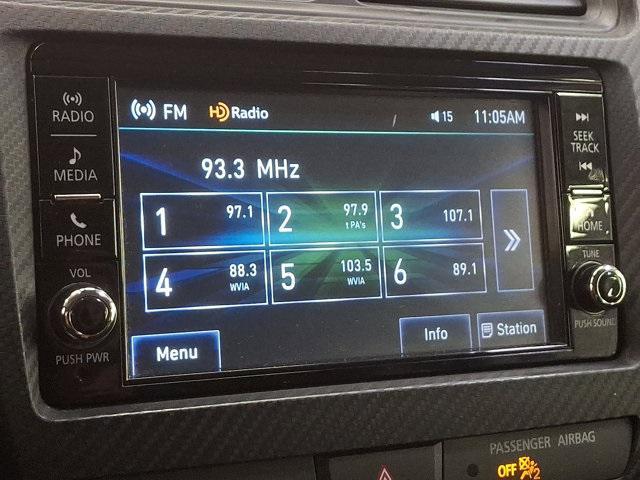 RADIO
MEDIA
PHONE
VOL
PUSH PWR
FM HD Radio 15 11:05AM
93.3 MHz
1 97.1
2 97.9
t PA's
3 107.1
4 88.3
WVIA
5 103.5
WVIA
6 89.1
Menu
Info
Station
SEEK
TRACK
HOME
TUNE
PUSH SOUND
PASSENGER AIRBAG
OFF 2